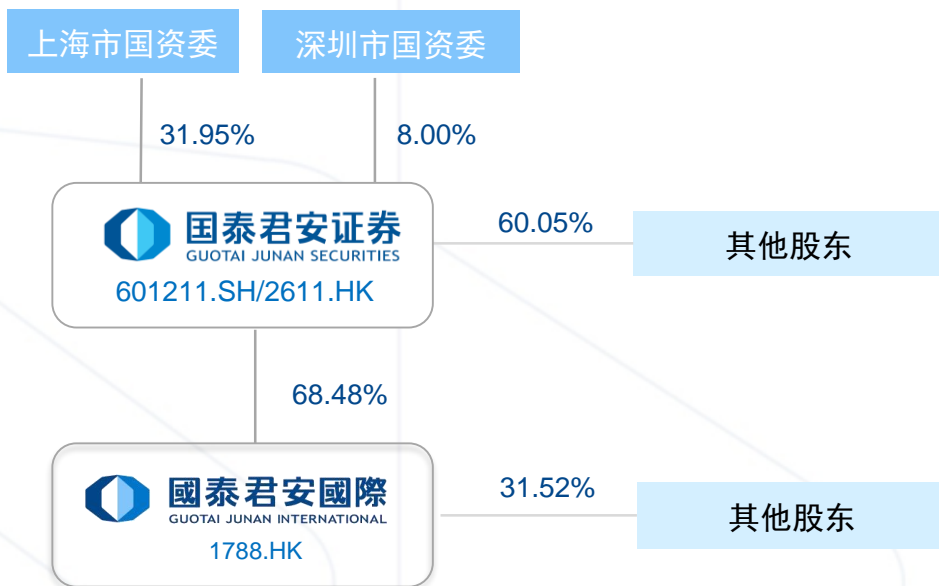 上海市国资委
深圳市国资委
31.95%
8.00%
国泰君安证券
GUOTAI JUNAN SECURITIES
601211.SH/2611.HK
60.05%
其他股东
68.48%
國泰君安國際
GUOTAI JUNAN INTERNATIONAL
1788.HK
31.52%
其他股东